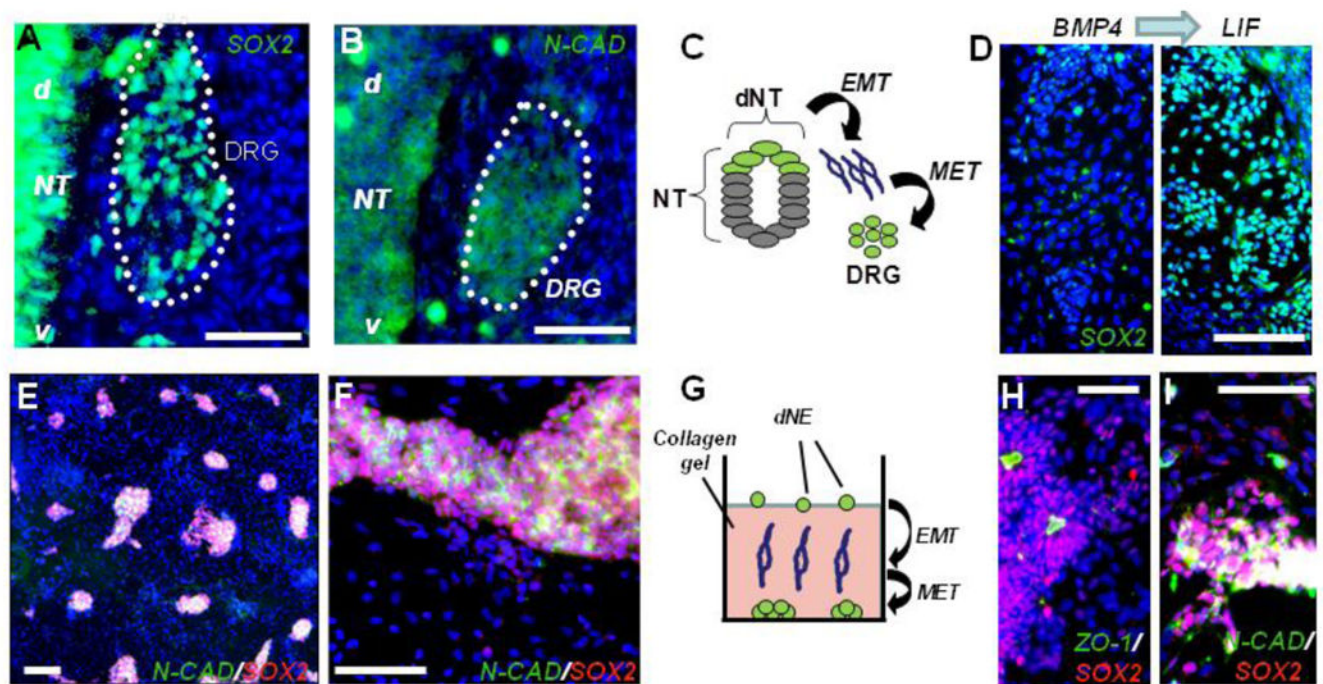 A
SOX2
d
DRG
NT
v
B
N-CAD
d
NT
DRG
v
C
dNT
EMT
MET
NT
DRG
BMP4 LIF
D
SOX2
E
N-CAD/SOX2
F
N-CAD/SOX2
G
dNE
Collagen
gel
EMT
MET
H
ZO-1/
SOX2
I
N-CAD/
SOX2